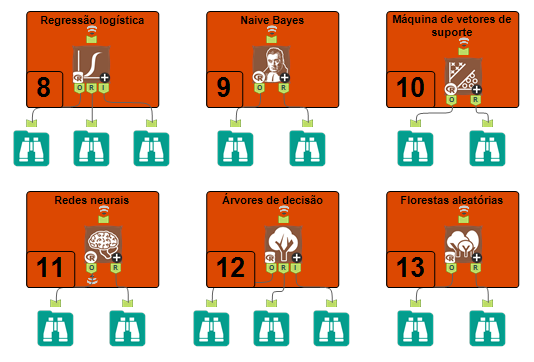 Regressão logística
Naive Bayes
Máquina de vetores de
suporte
R
+
R
+
R
+
8
O R I
9
O R
10
O R
Redes neurais
Árvores de decisão
Florestas aleatórias
R
+
R
+
R
+
11
O R
12
O R I
13
O R